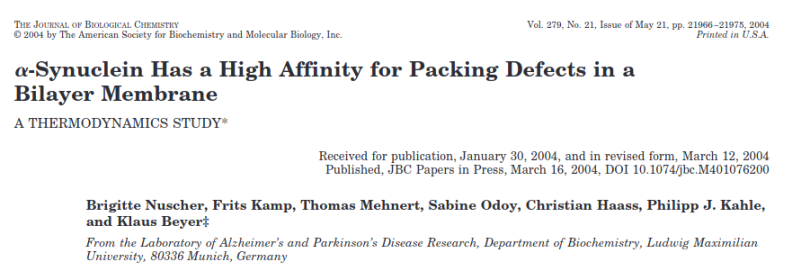 THE JOURNAL OF BIOLOGICAL CHEMISTRY
© 2004 by The American Society for Biochemistry and Molecular Biology, Inc.
Vol. 279, No. 21, Issue of May 21, pp. 21966–21975, 2004
Printed in U.S.A.
α-Synuclein Has a High Affinity for Packing Defects in a
Bilayer Membrane
A THERMODYNAMICS STUDY*
Received for publication, January 30, 2004, and in revised form, March 12, 2004
Published, JBC Papers in Press, March 16, 2004, DOI 10.1074/jbc.M401076200
Brigitte Nuscher, Frits Kamp, Thomas Mehnert, Sabine Odoy, Christian Haass, Philipp J. Kahle,
and Klaus Beyer‡
From the Laboratory of Alzheimer's and Parkinson's Disease Research, Department of Biochemistry, Ludwig Maximilian
University, 80336 Munich, Germany